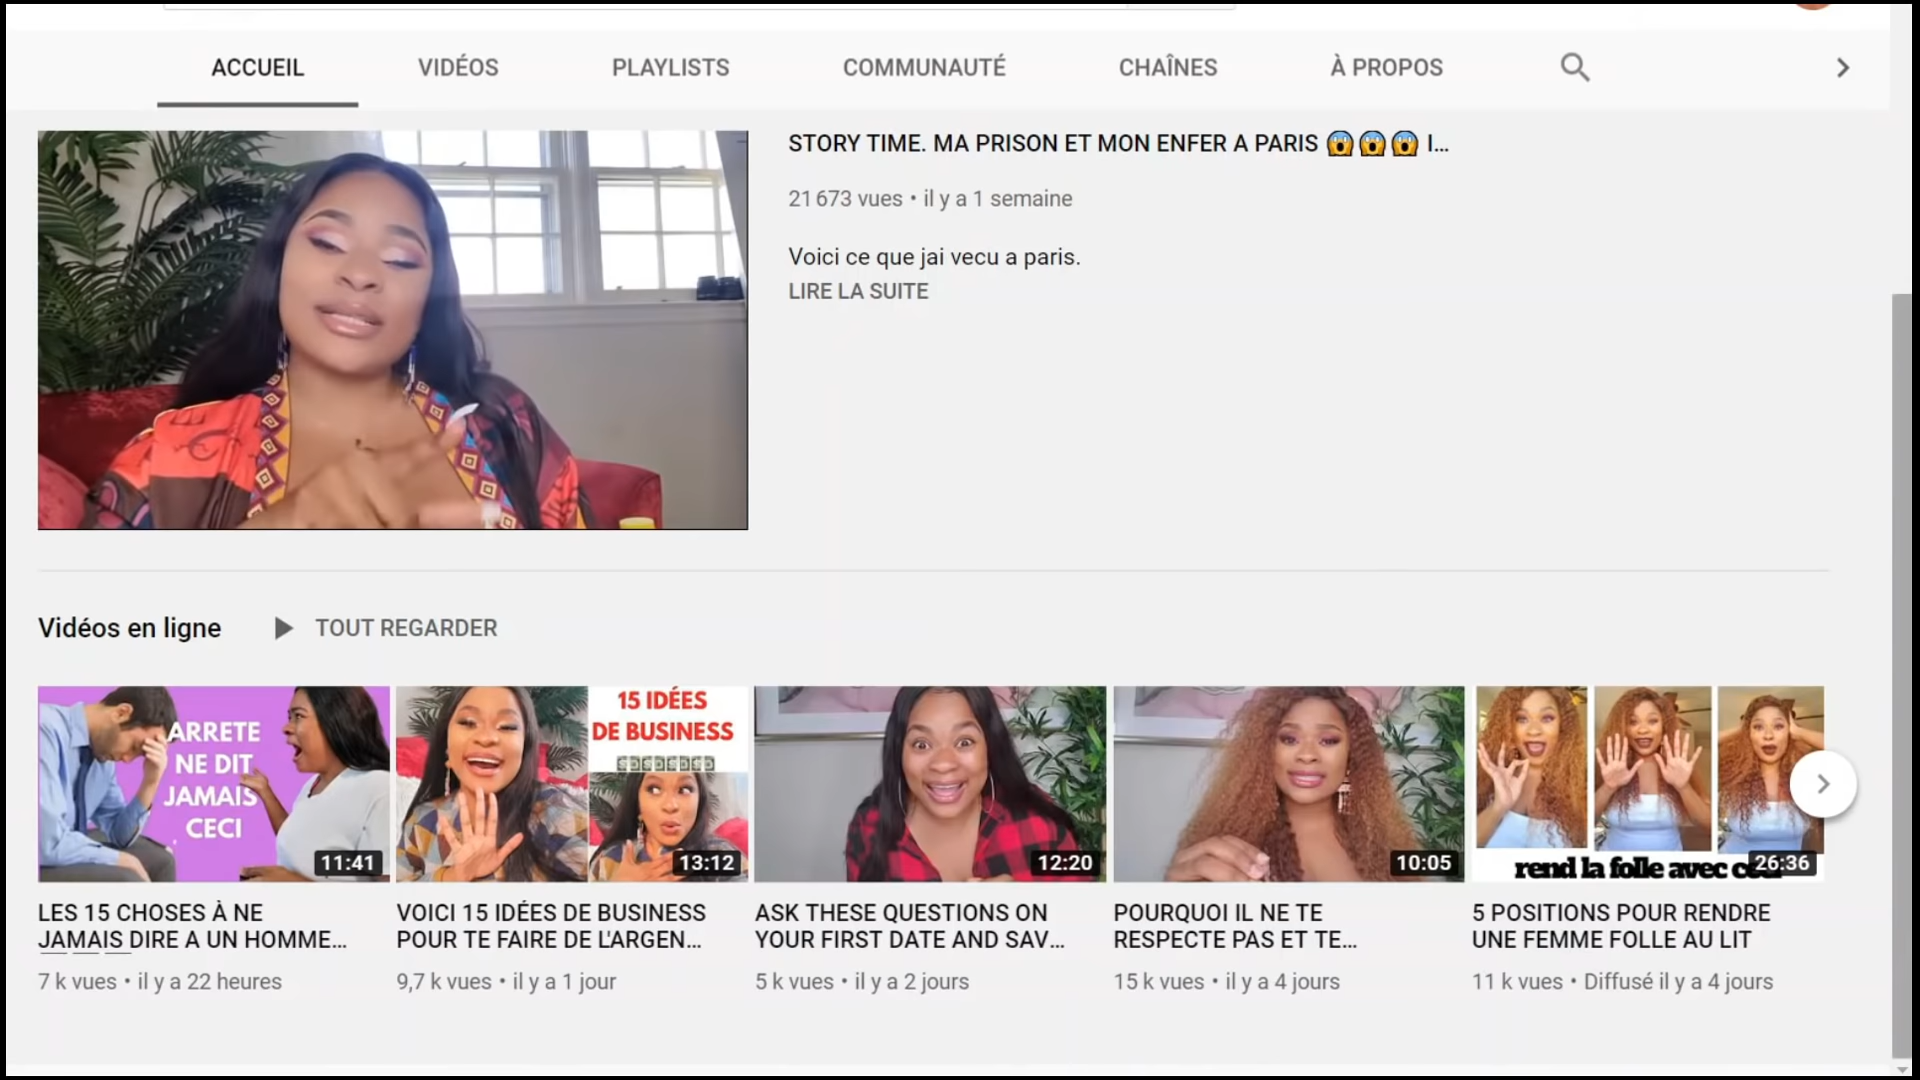 ACCUEIL VIDÉOS PLAYLISTS COMMUNAUTÉ CHAÎNES À PROPOS
STORY TIME. MA PRISON ET MON ENFER A PARIS 😱😱😱 I...
21 673 vues • il y a 1 semaine
Voici ce que jai vecu a paris.
LIRE LA SUITE
Vidéos en ligne
TOUT REGARDER
ARRETE
NE DIT
JAMAIS
CECI
11:41
15 IDÉES
DE BUSINESS
13:12
12:20
10:05
rend la folle avec
26:36
LES 15 CHOSES À NE
JAMAIS DIRE A UN HOMME...
7 k vues • il y a 22 heures
VOICI 15 IDÉES DE BUSINESS
POUR TE FAIRE DE L'ARGEN...
9,7 k vues • il y a 1 jour
ASK THESE QUESTIONS ON
YOUR FIRST DATE AND SAV...
5 k vues • il y a 2 jours
POURQUOI IL NE TE
RESPECTE PAS ET TE...
15 k vues • il y a 4 jours
5 POSITIONS POUR RENDRE
UNE FEMME FOLLE AU LIT
11 k vues • Diffusé il y a 4 jours